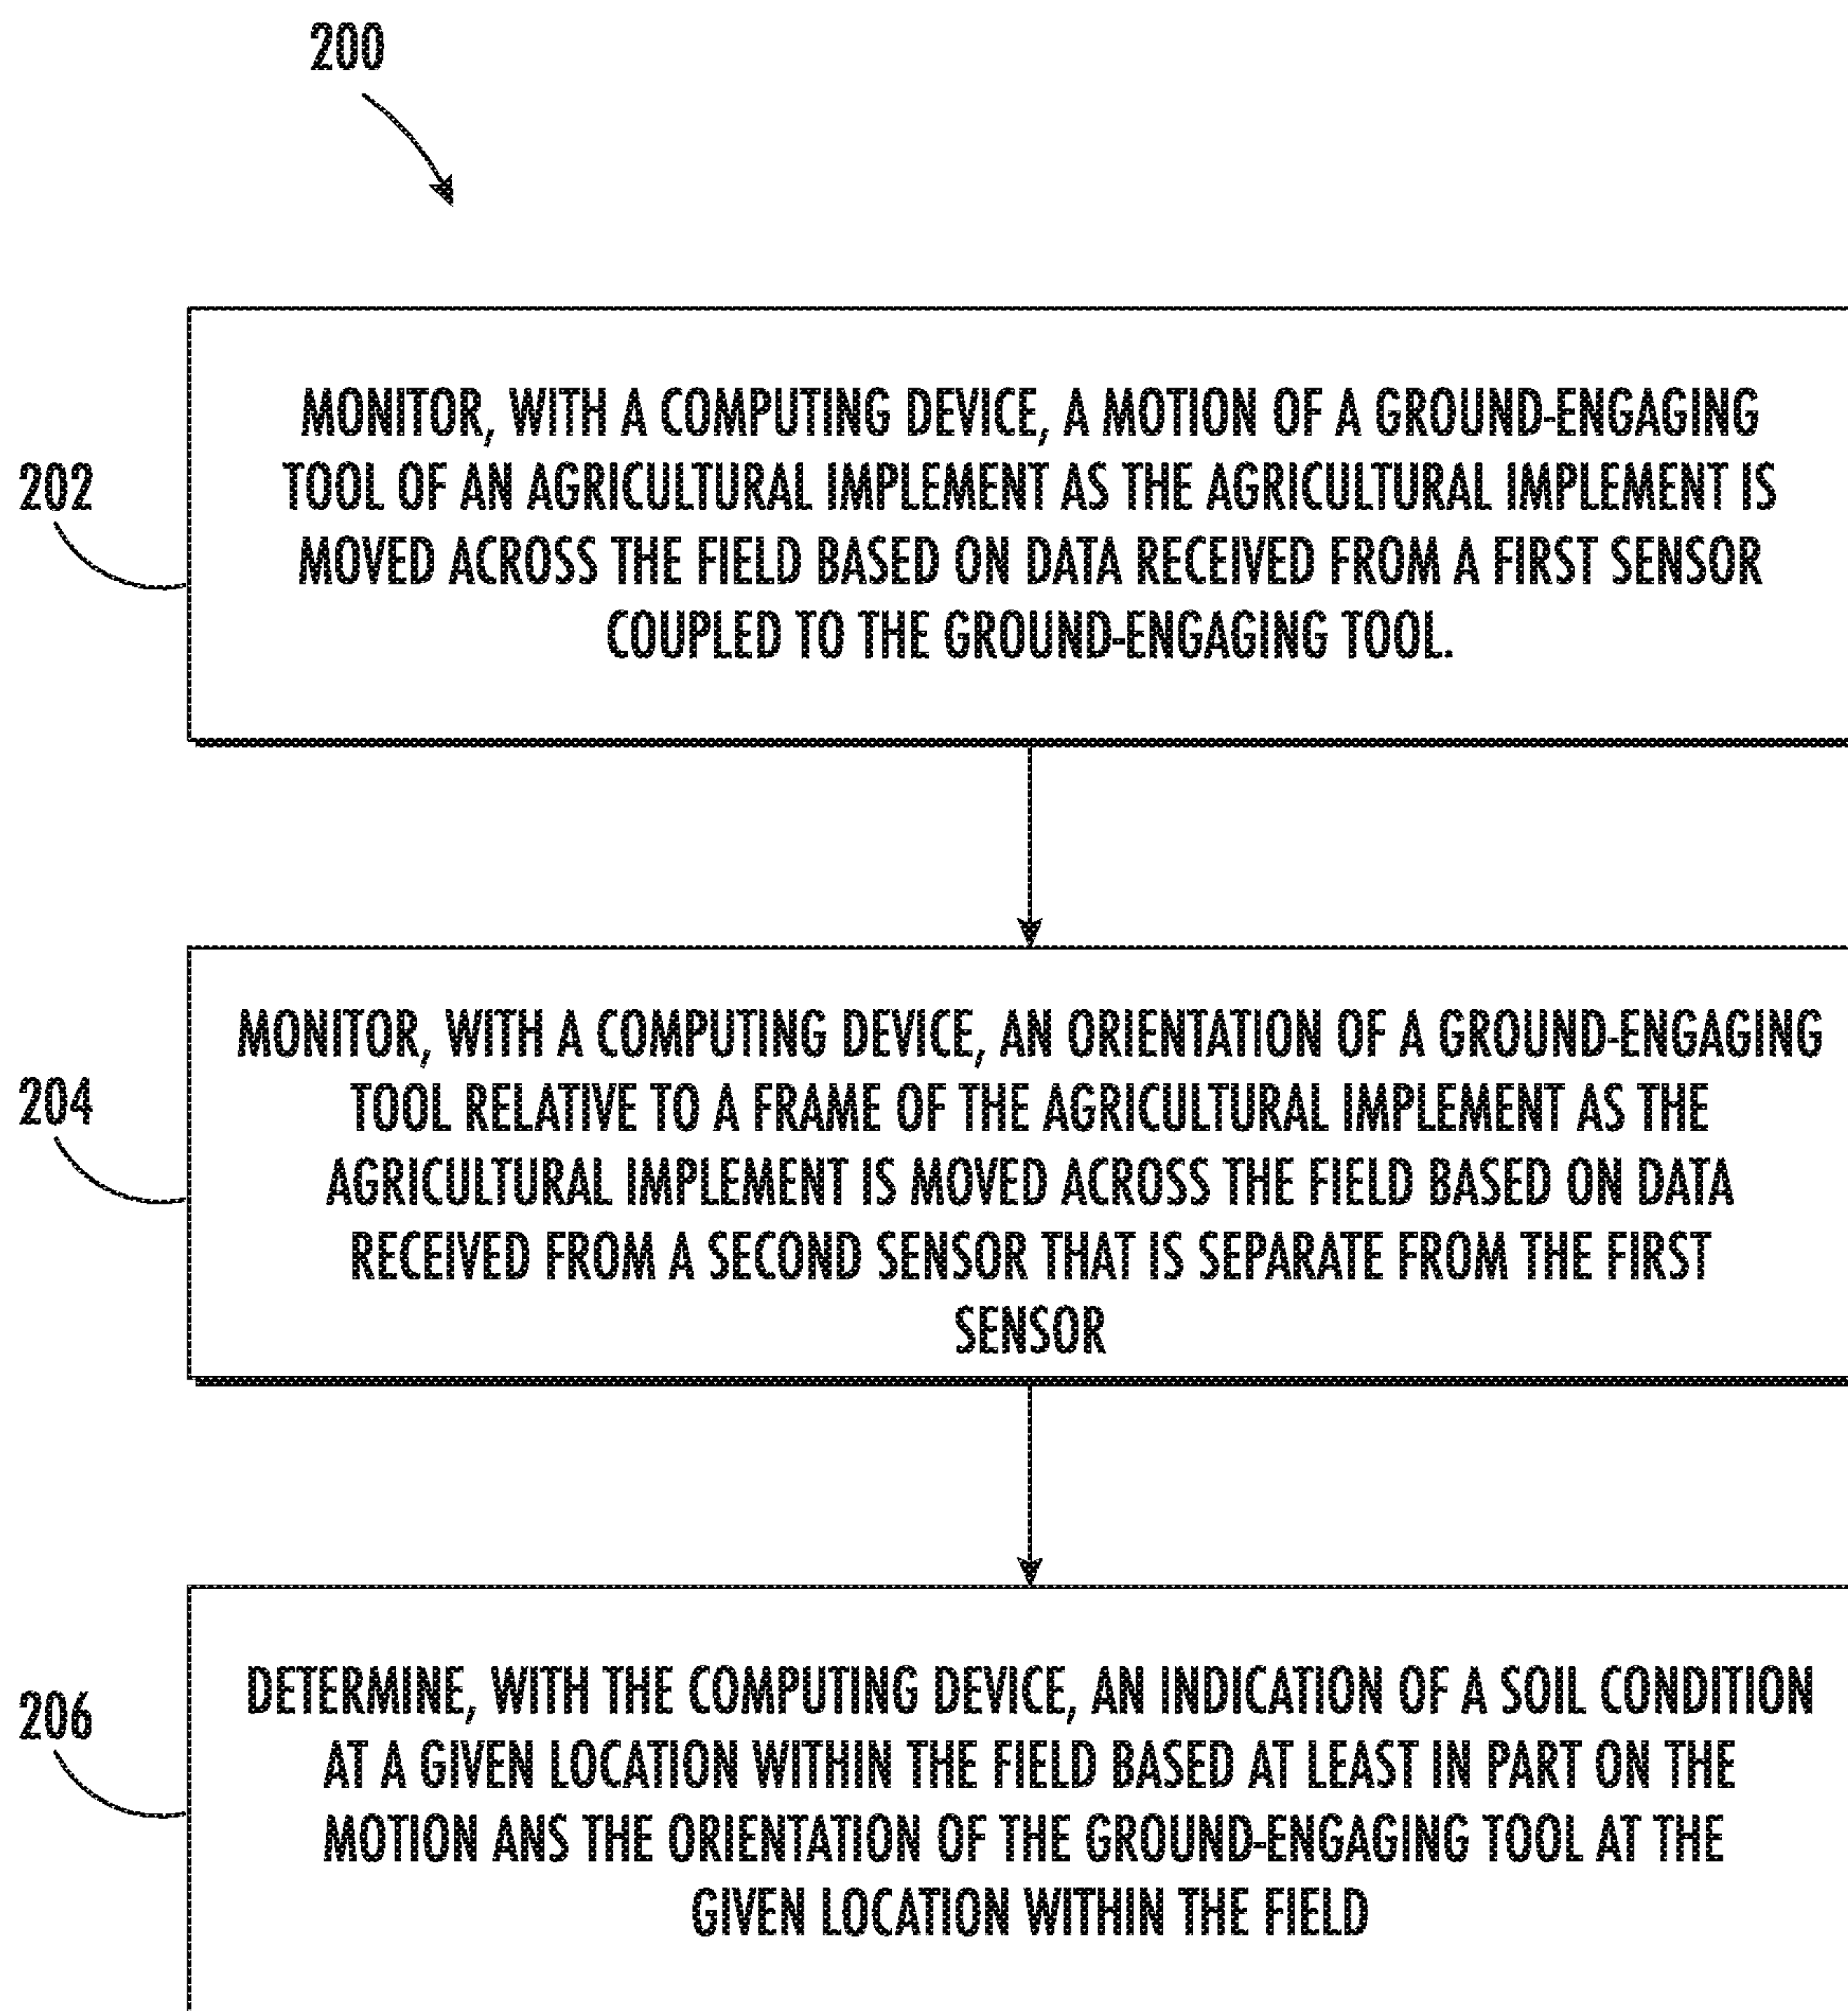 200
202
MONITOR, WITH A COMPUTING DEVICE, A MOTION OF A GROUND-ENGAGING
TOOL OF AN AGRICULTURAL IMPLEMENT AS THE AGRICULTURAL IMPLEMENT IS
MOVED ACROSS THE FIELD BASED ON DATA RECEIVED FROM A FIRST SENSOR
COUPLED TO THE GROUND-ENGAGING TOOL.
204
MONITOR, WITH A COMPUTING DEVICE, AN ORIENTATION OF A GROUND-ENGAGING
TOOL RELATIVE TO A FRAME OF THE AGRICULTURAL IMPLEMENT AS THE
AGRICULTURAL IMPLEMENT IS MOVED ACROSS THE FIELD BASED ON DATA
RECEIVED FROM A SECOND SENSOR THAT IS SEPARATE FROM THE FIRST
SENSOR
206
DETERMINE, WITH THE COMPUTING DEVICE, AN INDICATION OF A SOIL CONDITION
AT A GIVEN LOCATION WITHIN THE FIELD BASED AT LEAST IN PART ON THE
MOTION ANS THE ORIENTATION OF THE GROUND-ENGAGING TOOL AT THE
GIVEN LOCATION WITHIN THE FIELD